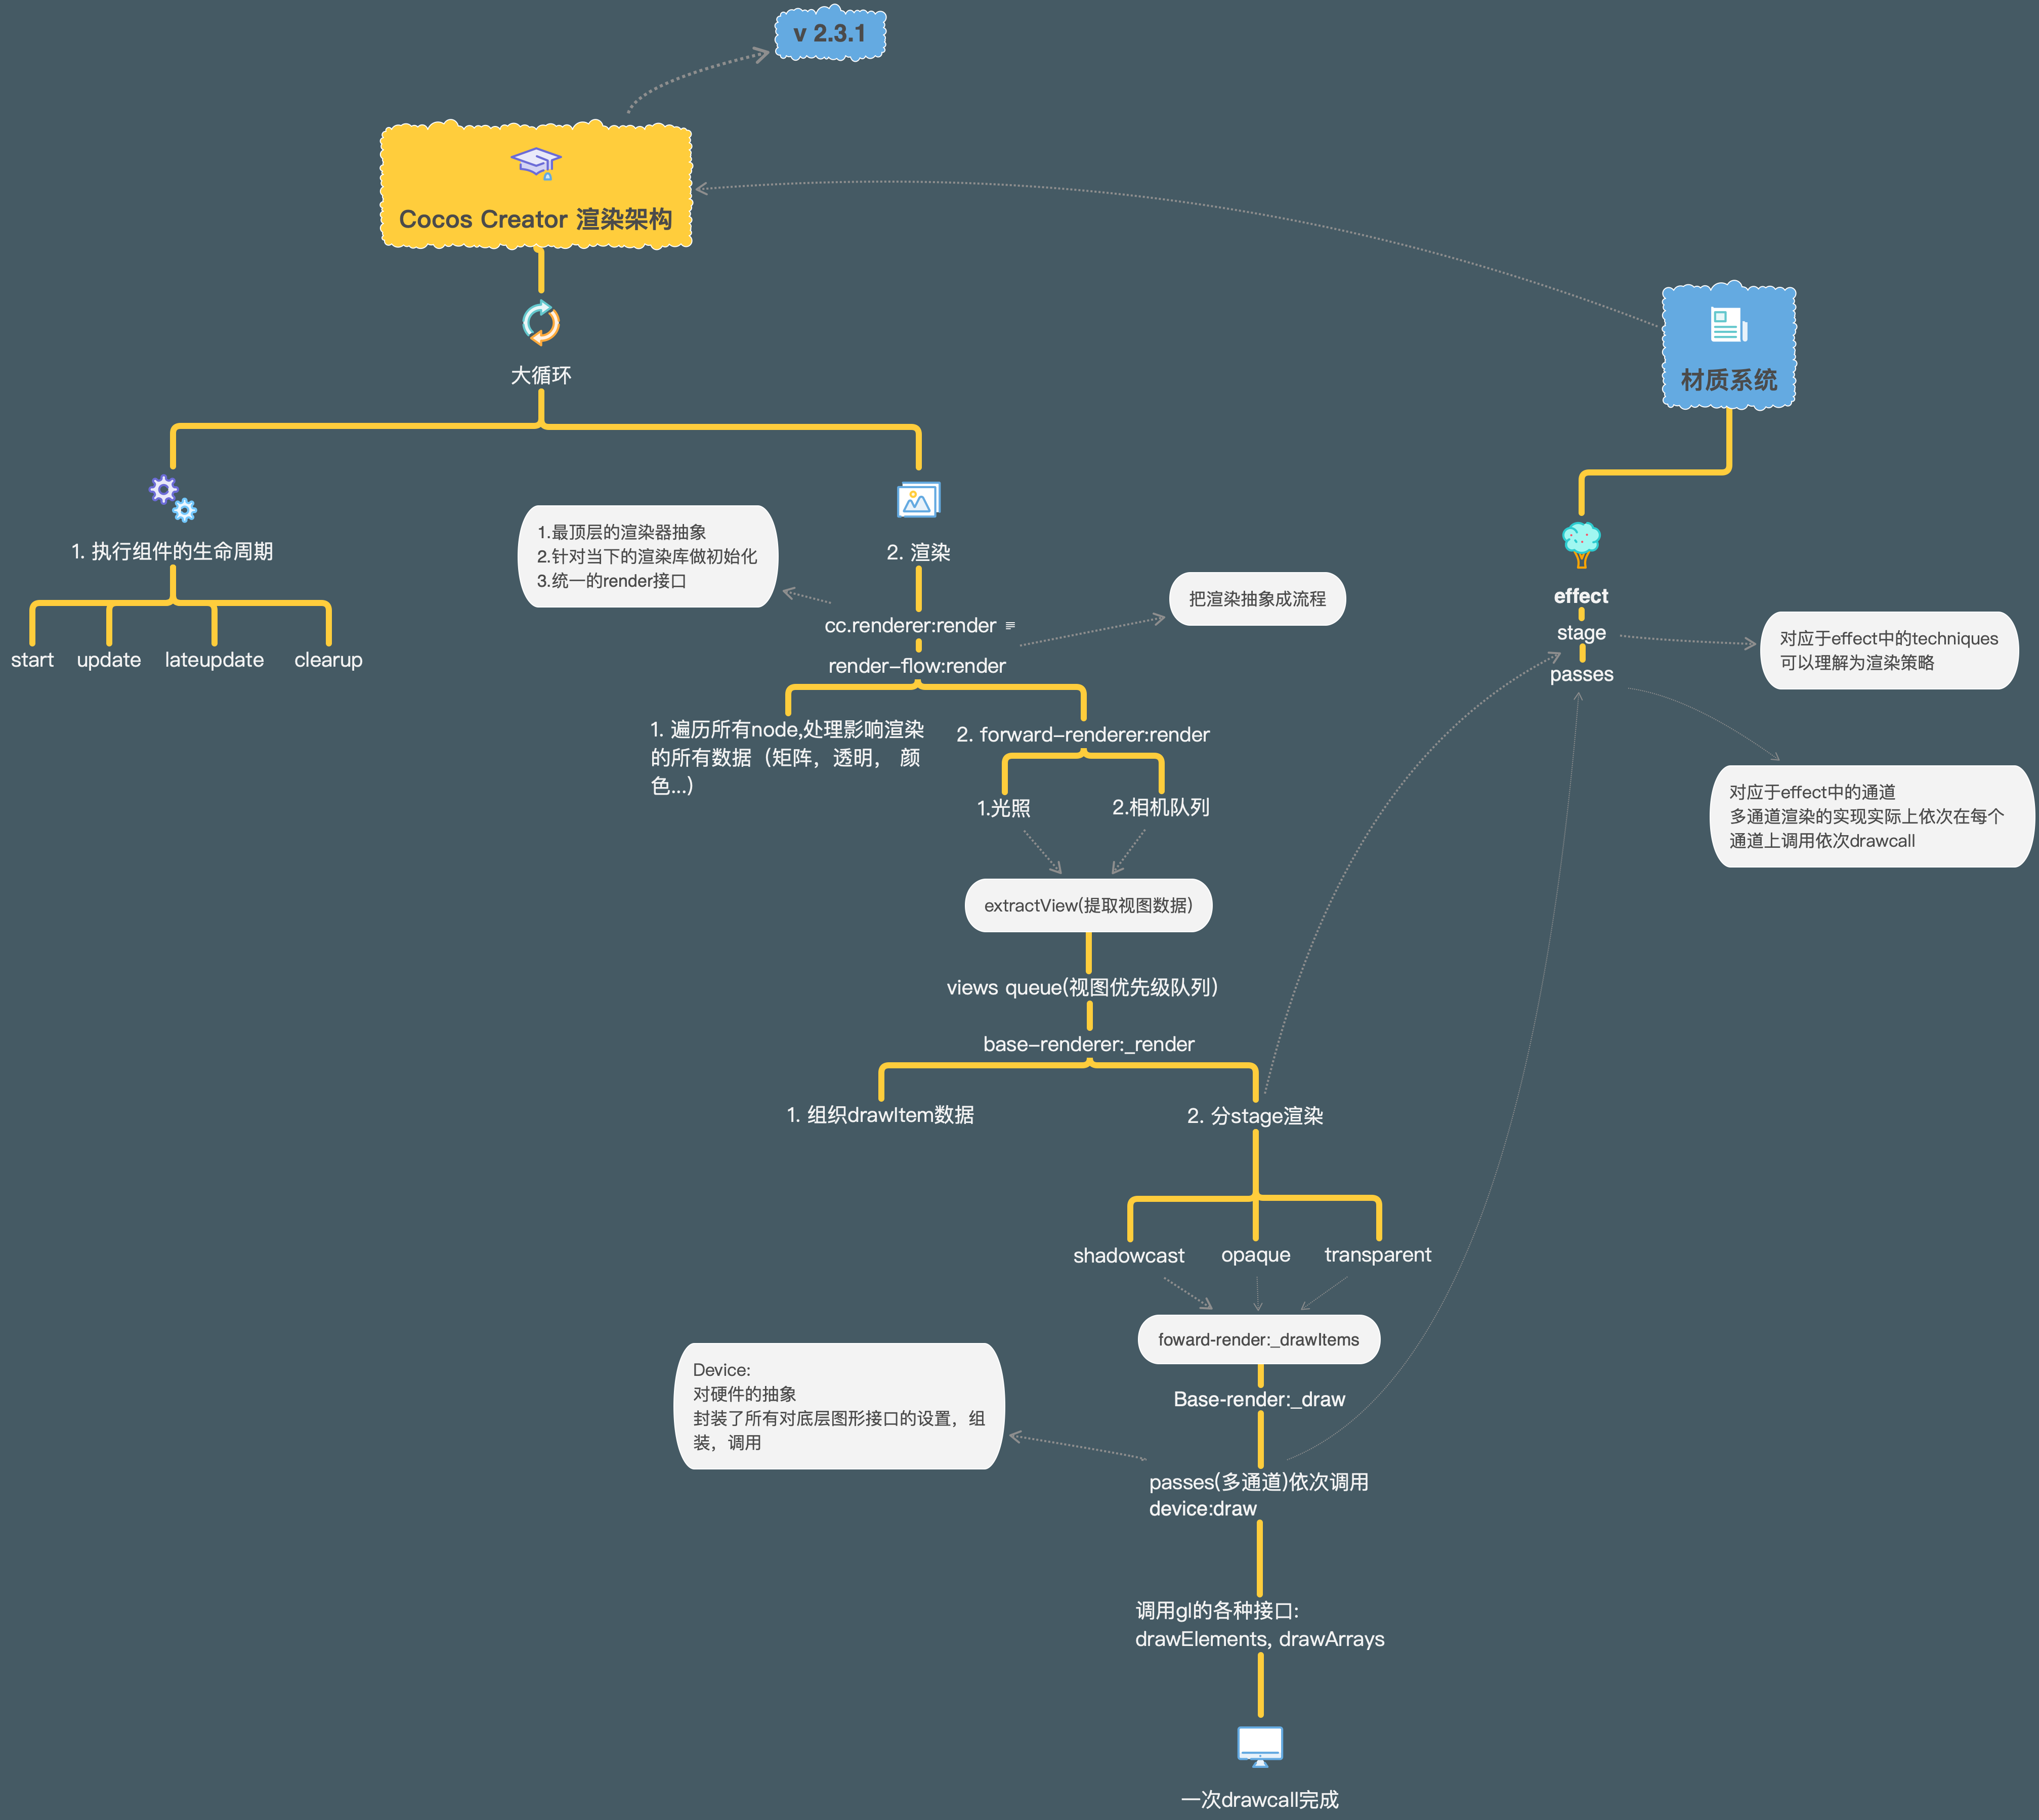 v 2.3.1
Cocos Creator 渲染架构
大循环
1. 执行组件的生命周期
start
update
lateupdate
clearup
2. 渲染
1.最顶层的渲染器抽象
2.针对当下的渲染库做初始化
3.统一的render接口
cc.renderer:render
把渲染抽象成流程
render-flow:render
1. 遍历所有node,处理影响渲染
的所有数据（矩阵，透明， 颜
色...）
2. forward-renderer:render
1.光照
2.相机队列
extractView(提取视图数据)
views queue(视图优先级队列)
base-renderer:_render
1. 组织drawItem数据
2. 分stage渲染
shadowcast
opaque
transparent
foward-render:_drawItems
Base-render:_draw
Device:
对硬件的抽象
封装了所有对底层图形接口的设置，组
装，调用
passes(多通道)依次调用
device:draw
调用gl的各种接口:
drawElements, drawArrays
一次drawcall完成
材质系统
effect
stage
passes
对应于effect中的techniques
可以理解为渲染策略
对应于effect中的通道
多通道渲染的实现实际上依次在每个
通道上调用依次drawcall